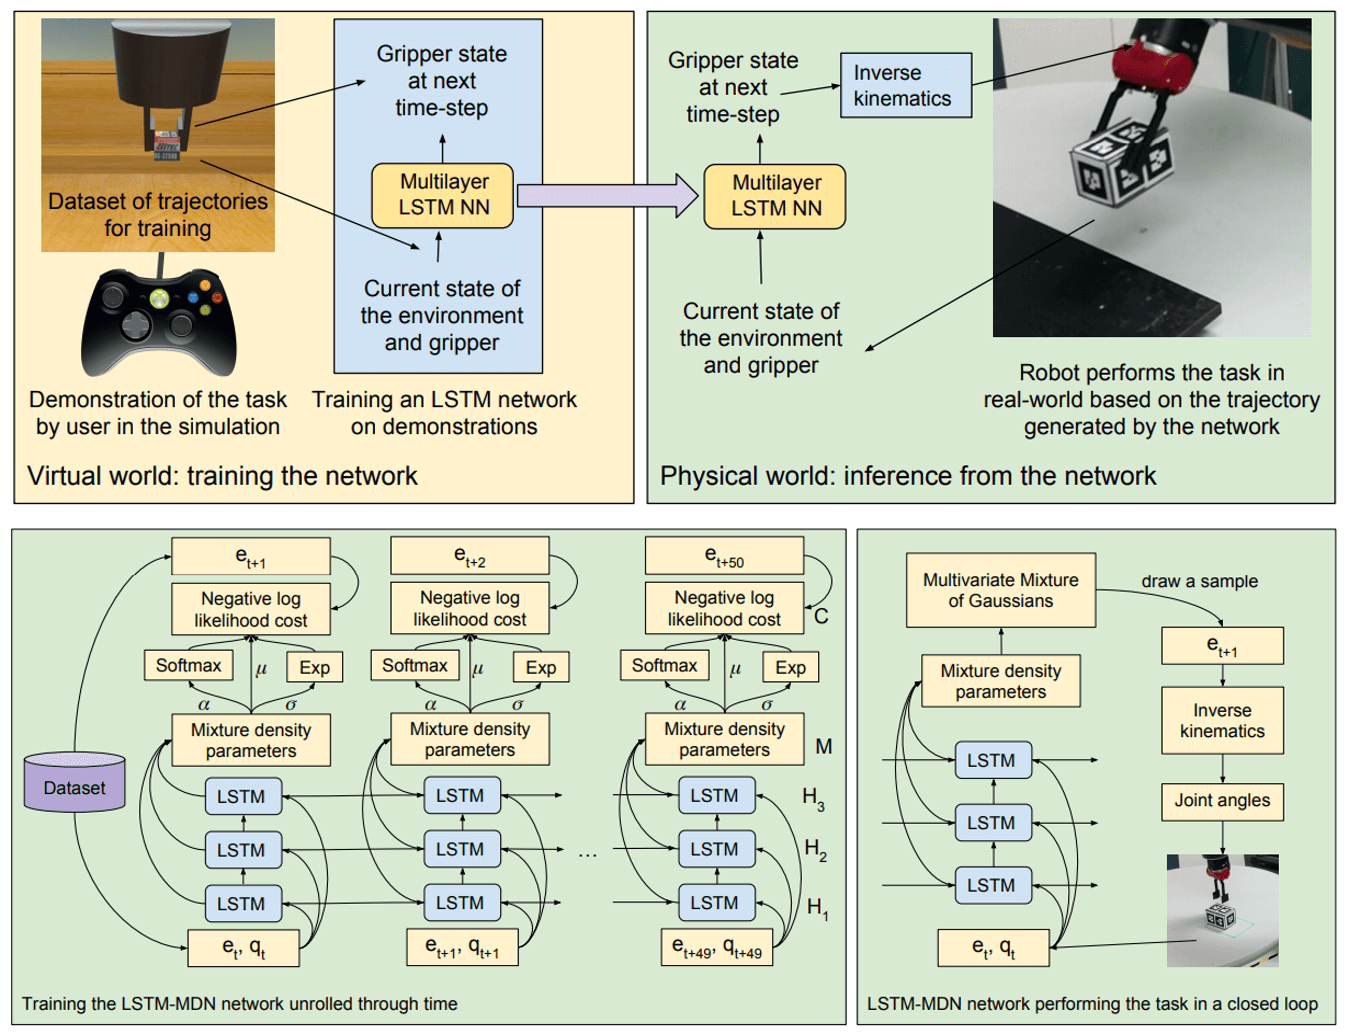 Dataset of trajectories
for training
Demonstration of the task
by user in the simulation
Gripper state
at next
time-step
Multilayer
LSTM NN
Current state of
the environment
and gripper
Training an LSTM network
on demonstrations
Virtual world: training the network
Gripper state
at next
time-step
Inverse
kinematics
Multilayer
LSTM NN
Current state of
the environment
and gripper
Robot performs the task in
real-world based on the trajectory
generated by the network
Physical world: inference from the network
Dataset
e_{t+1}
Negative log
likelihood cost
Softmax
μ
Exp
α
σ
Mixture density
parameters
LSTM
LSTM
LSTM
e_t, q_t
e_{t+2}
Negative log
likelihood cost
Softmax
μ
Exp
α
σ
Mixture density
parameters
LSTM
LSTM
LSTM
e_{t+1}, q_{t+1}
...
e_{t+50}
Negative log
likelihood cost
C
Softmax
μ
Exp
α
σ
Mixture density
parameters
M
LSTM
H_3
LSTM
H_2
LSTM
H_1
e_{t+49}, q_{t+49}
Training the LSTM-MDN network unrolled through time
Multivariate Mixture
of Gaussians
draw a sample
Mixture density
parameters
LSTM
LSTM
LSTM
e_t, q_t
e_{t+1}
Inverse
kinematics
Joint angles
LSTM-MDN network performing the task in a closed loop